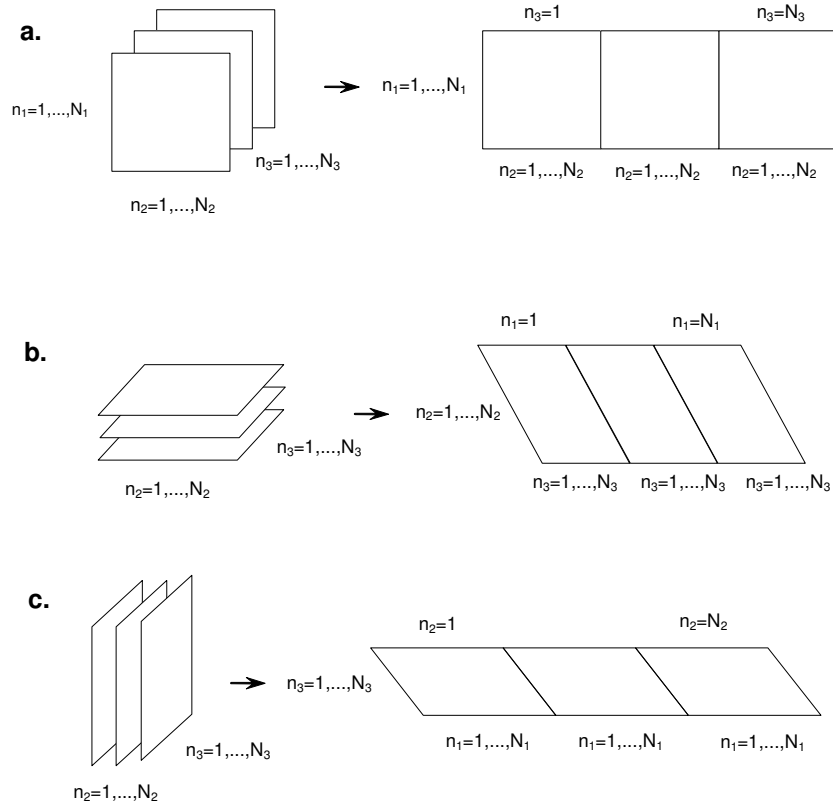 a.
n₃=1
n₃=N₃
n₁=1,...,N₁
n₁=1,...,N₁
n₃=1,...,N₃
n₂=1,...,N₂
n₂=1,...,N₂
n₂=1,...,N₂
n₂=1,...,N₂
b.
n₁=1
n₁=N₁
n₂=1,...,N₂
n₃=1,...,N₃
n₂=1,...,N₂
n₃=1,...,N₃
n₃=1,...,N₃
n₃=1,...,N₃
c.
n₂=1
n₂=N₂
n₃=1,...,N₃
n₃=1,...,N₃
n₂=1,...,N₂
n₁=1,...,N₁
n₁=1,...,N₁
n₁=1,...,N₁